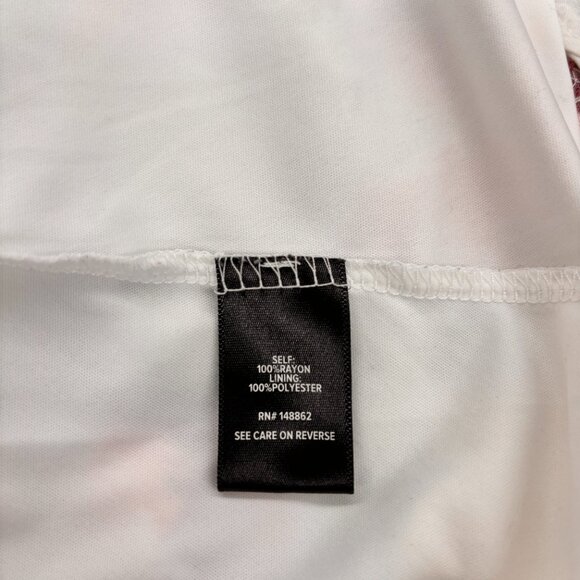 SELF:
100%RAYON
LINING:
100%POLYESTER
RN# 148862
SEE CARE ON REVERSE